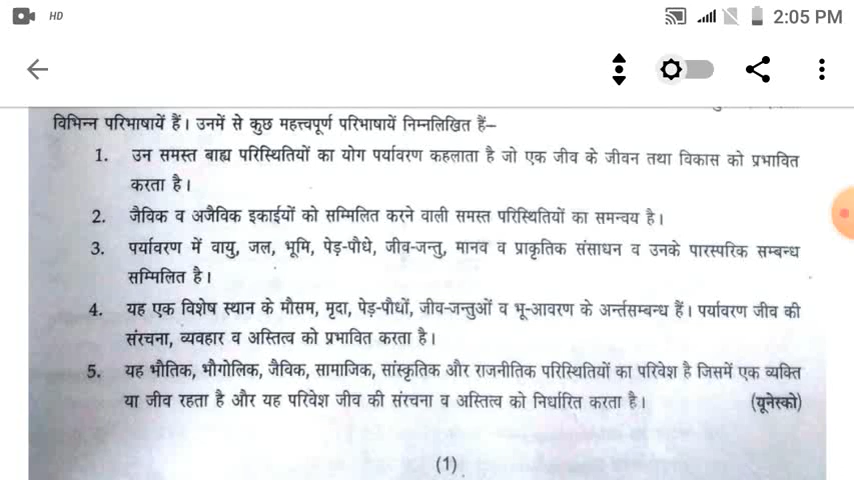 HD
2:05 PM
विभिन्न परिभाषायें हैं। उनमें से कुछ महत्त्वपूर्ण परिभाषायें निम्नलिखित हैं–
1. उन समस्त बाह्य परिस्थितियों का योग पर्यावरण कहलाता है जो एक जीव के जीवन तथा विकास को प्रभावित
करता है।
2. जैविक व अजैविक इकाईयों को सम्मिलित करने वाली समस्त परिस्थितियों का समन्वय है।
3. पर्यावरण में वायु, जल, भूमि, पेड़-पौधे, जीव-जन्तु, मानव व प्राकृतिक संसाधन व उनके पारस्परिक सम्बन्ध
सम्मिलित है।
4. यह एक विशेष स्थान के मौसम, मृदा, पेड़-पौधों, जीव-जन्तुओं व भू-आवरण के अर्न्तसम्बन्ध हैं। पर्यावरण जीव की
संरचना, व्यवहार व अस्तित्व को प्रभावित करता है।
5. यह भौतिक, भौगोलिक, जैविक, सामाजिक, सांस्कृतिक और राजनीतिक परिस्थितियों का परिवेश है जिसमें एक व्यक्ति
या जीव रहता है और यह परिवेश जीव की संरचना व अस्तित्व को निर्धारित करता है। (यूनेस्को)
(1)